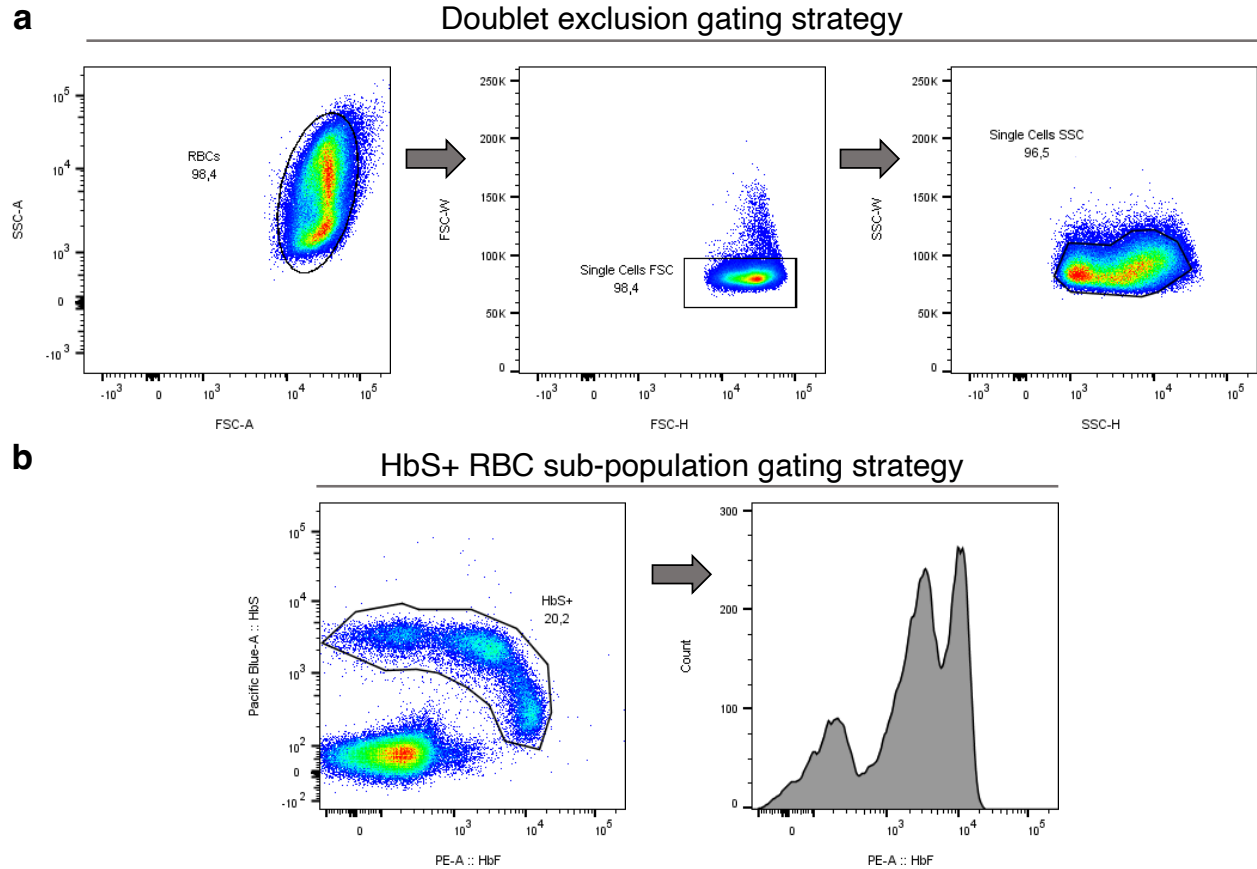 a
Doublet exclusion gating strategy
10^5
10^4
10^3
0
-10^3
SSC-A
RBCs
98,4
-10^3 0 10^3 10^4 10^5
FSC-A
250K
200K
150K
100K
50K
0
FSC-W
Single Cells FSC
98,4
-10^3 0 10^3 10^4 10^5
FSC-H
250K
200K
150K
100K
50K
0
SSC-W
Single Cells SSC
96,5
-10^3 0 10^3 10^4 10^5
SSC-H
b
HbS+ RBC sub-population gating strategy
10^5
10^4
10^3
10^2
0
-10^2
Pacific Blue-A :: HbS
HbS+
20,2
0 10^3 10^4 10^5
PE-A :: HbF
300
200
100
0
Count
0 10^3 10^4 10^5
PE-A :: HbF